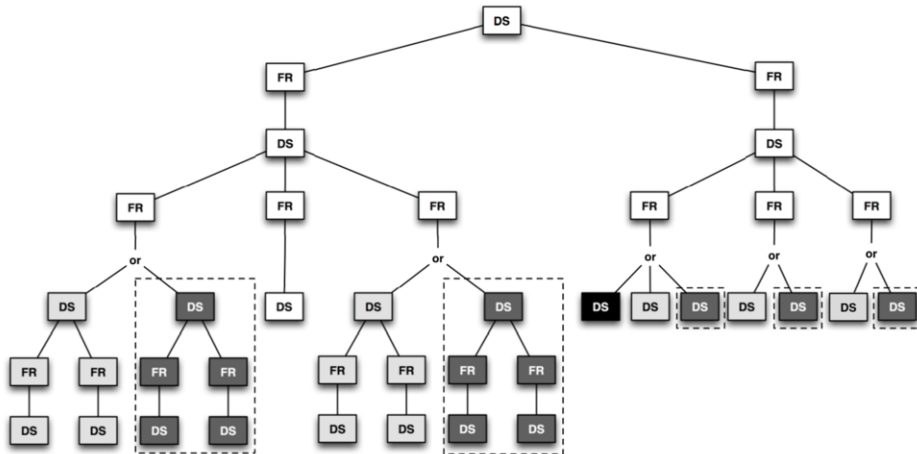 DS
FR FR
DS DS
FR FR FR FR FR FR
or or or or or
DS DS DS DS DS DS DS DS DS DS DS DS
FR FR FR FR FR FR FR FR
DS DS DS DS DS DS DS DS